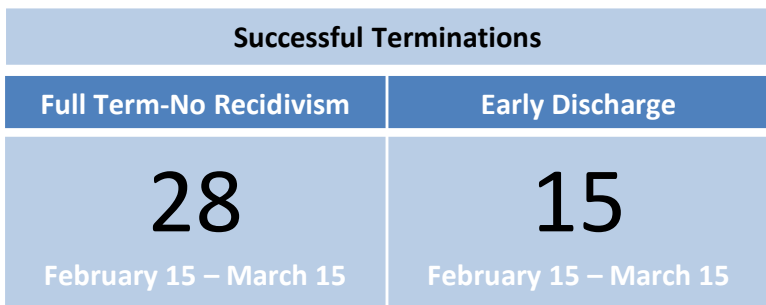 Successful Terminations
Full Term-No Recidivism
Early Discharge
28
15
February 15 – March 15
February 15 – March 15